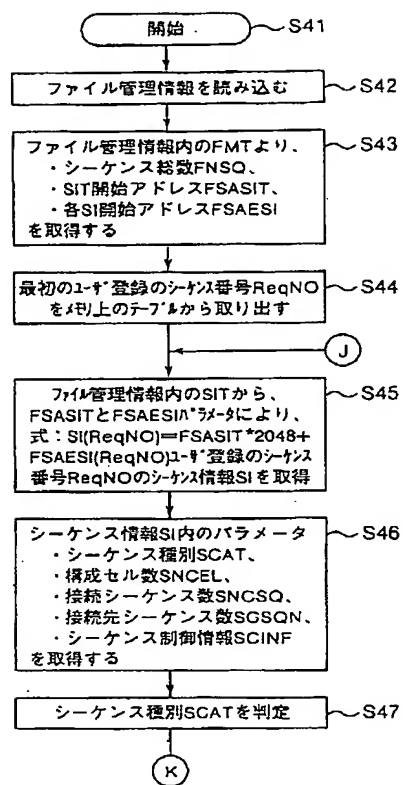 開始
S41
ファイル管理情報を読み込む
S42
ファイル管理情報内のFMTより、
・シーケンス総数FNSQ、
・SIT開始アドレスFSASIT、
・各SI開始アドレスFSAESI
を取得する
S43
最初のユーザ登録のシーケンス番号ReqNO
をメモリ上のテーブルから取り出す
S44
J
ファイル管理情報内のSITから、
FSASITとFSAESIパラメータにより、
式：SI(ReqNO)=FSASIT*2048+
FSAESI(ReqNO)ユーザ登録のシーケンス
番号ReqNOのシーケンス情報SIを取得
S45
シーケンス情報SI内のパラメータ
・シーケンス種別SCAT、
・構成セル数SNCEL、
・接続シーケンス数SNCSQ、
・接続先シーケンス数SCSQN、
・シーケンス制御情報SCINF
を取得する
S46
シーケンス種別SCATを判定
S47
K